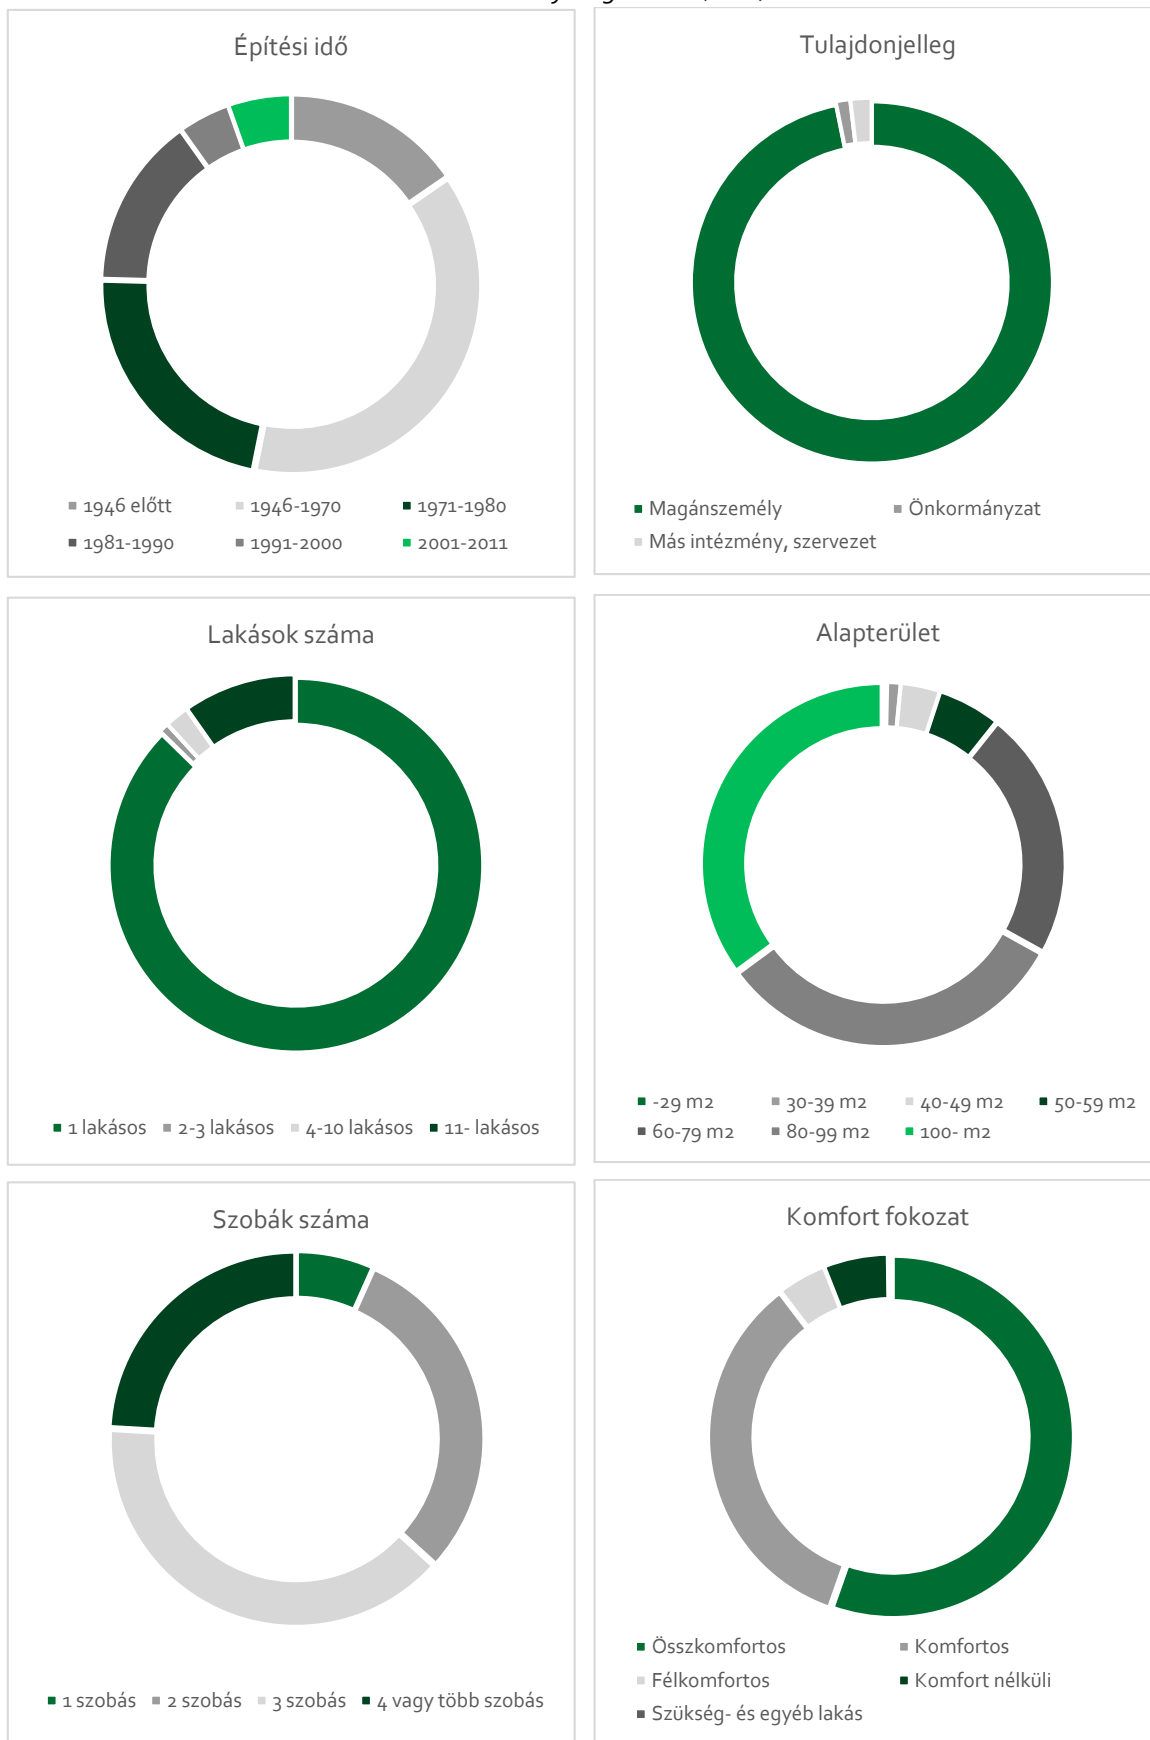 Építési idő
1946 előtt 1946-1970 1971-1980
1981-1990 1991-2000 2001-2011
Tulajdonjelleg
Magánszemély Önkormányzat
Más intézmény, szervezet
Lakások száma
1 lakásos 2-3 lakásos 4-10 lakásos 11- lakásos
Alapterület
-29 m2 30-39 m2 40-49 m2 50-59 m2
60-79 m2 80-99 m2 100- m2
Szobák száma
1 szobás 2 szobás 3 szobás 4 vagy több szobás
Komfort fokozat
Összkomfortos Komfortos
Félkomfortos Komfort nélküli
Szükség- és egyéb lakás